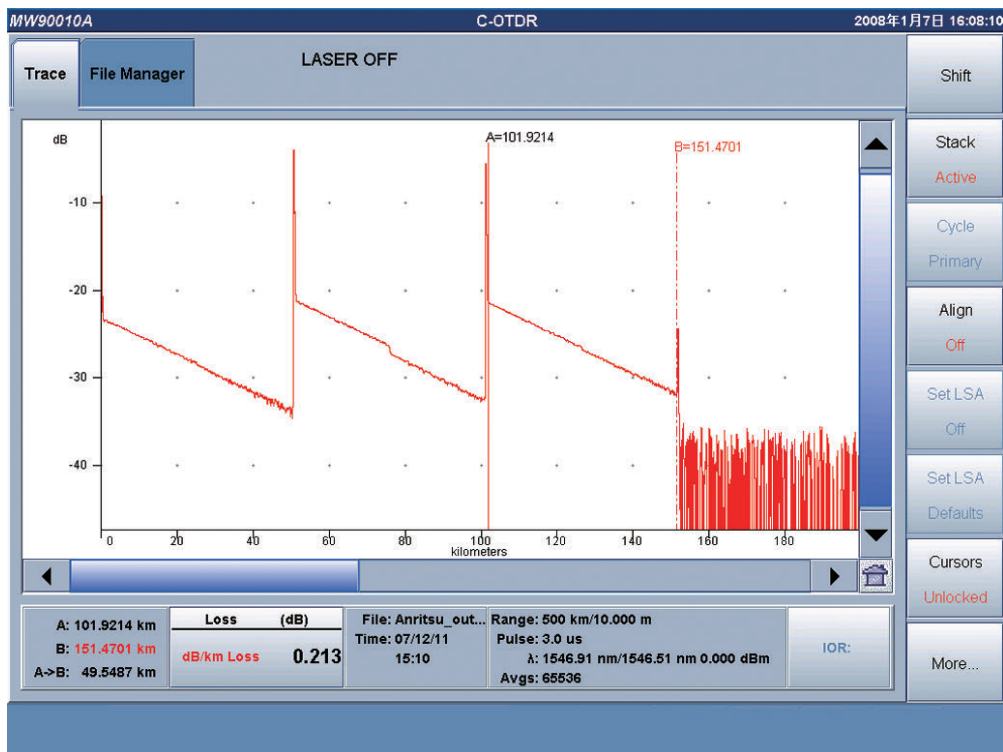 MW90010A
C-OTDR
2008年1月7日 16:08:10
Trace
File Manager
LASER OFF
Shift
Stack
Active
Cycle
Primary
Align
Off
Set LSA
Off
Set LSA
Defaults
Cursors
Unlocked
More...
dB
A=101.9214
B=151.4701
-10
-20
-30
-40
0 20 40 60 80 100 120 140 160 180
kilometers
A: 101.9214 km
B: 151.4701 km
A->B: 49.5487 km
Loss (dB)
dB/km Loss 0.213
File: Anritsu_out...
Time: 07/12/11
15:10
Range: 500 km/10.000 m
Pulse: 3.0 us
λ: 1546.91 nm/1546.51 nm 0.000 dBm
Avgs: 65536
IOR: